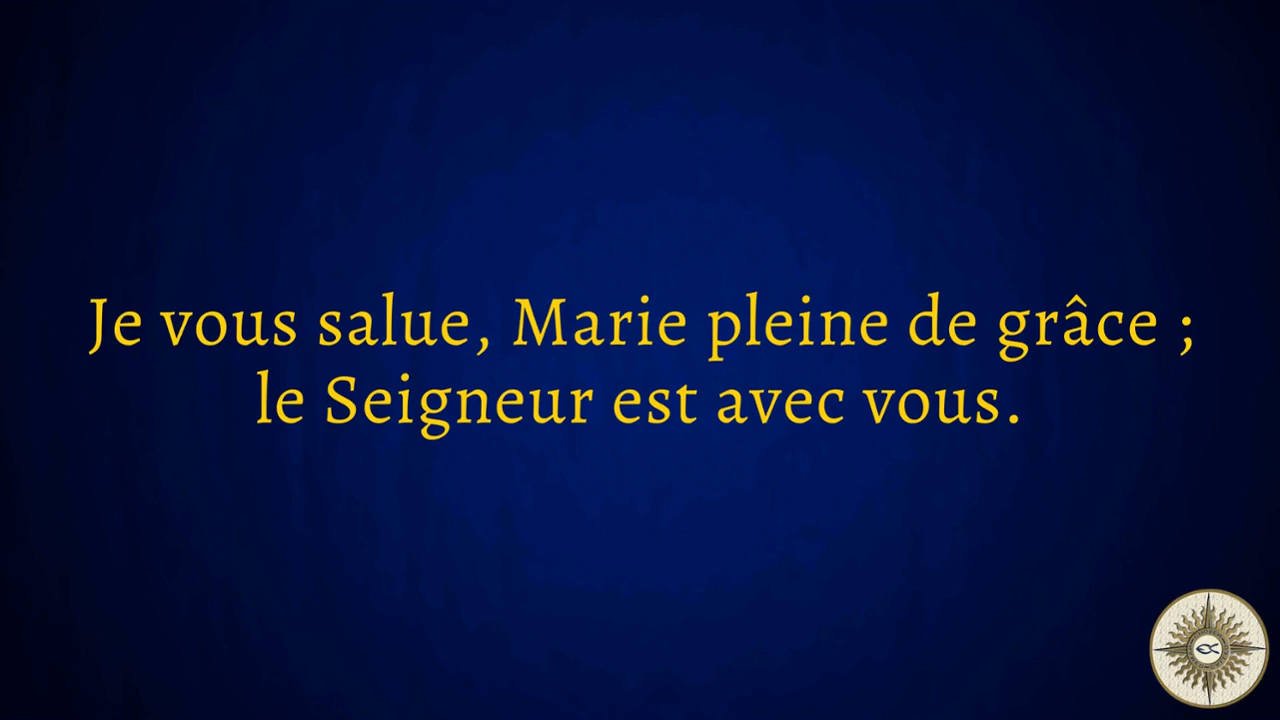 Je vous salue, Marie pleine de grâce ;
le Seigneur est avec vous.